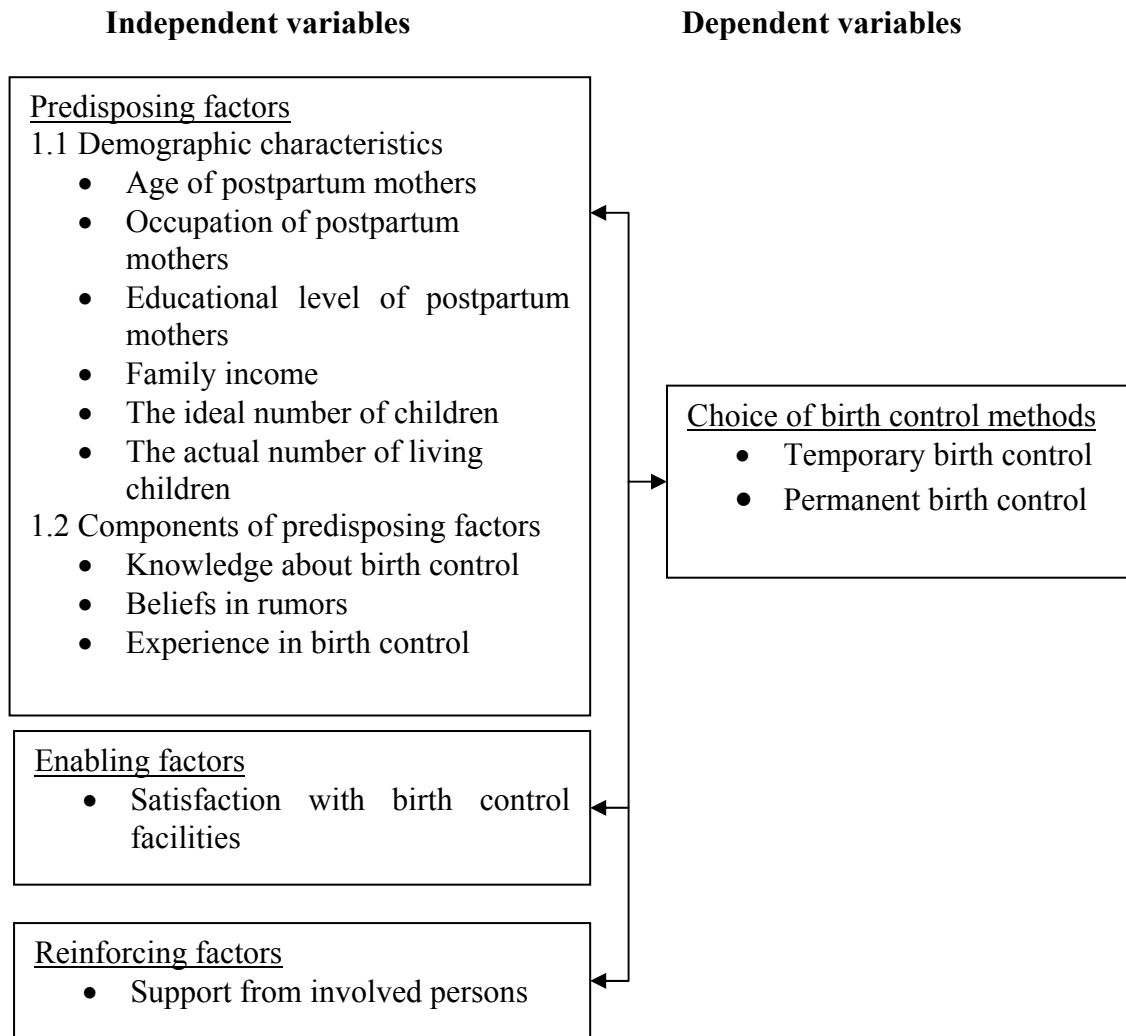 Independent variables
Dependent variables
Predisposing factors
1.1 Demographic characteristics
• Age of postpartum mothers
• Occupation of postpartum
mothers
• Educational level of postpartum
mothers
• Family income
• The ideal number of children
• The actual number of living
children
1.2 Components of predisposing factors
• Knowledge about birth control
• Beliefs in rumors
• Experience in birth control
Enabling factors
• Satisfaction with birth control
facilities
Reinforcing factors
• Support from involved persons
Choice of birth control methods
• Temporary birth control
• Permanent birth control